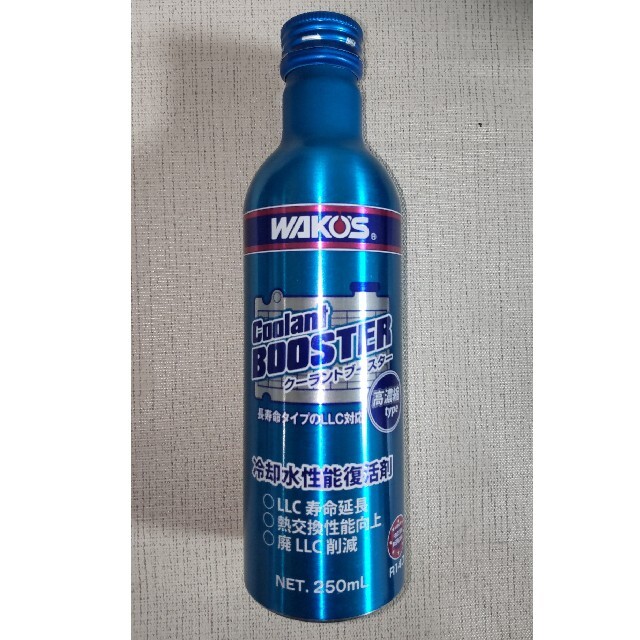 WAKO'S®
Coolant
BOOSTER
クーラントブースター
長寿命タイプのLLC対応
高濃縮
type
冷却水性能復活剤
○LLC 寿命延長
○熱交換性能向上
○廃 LLC 削減
NET. 250mL